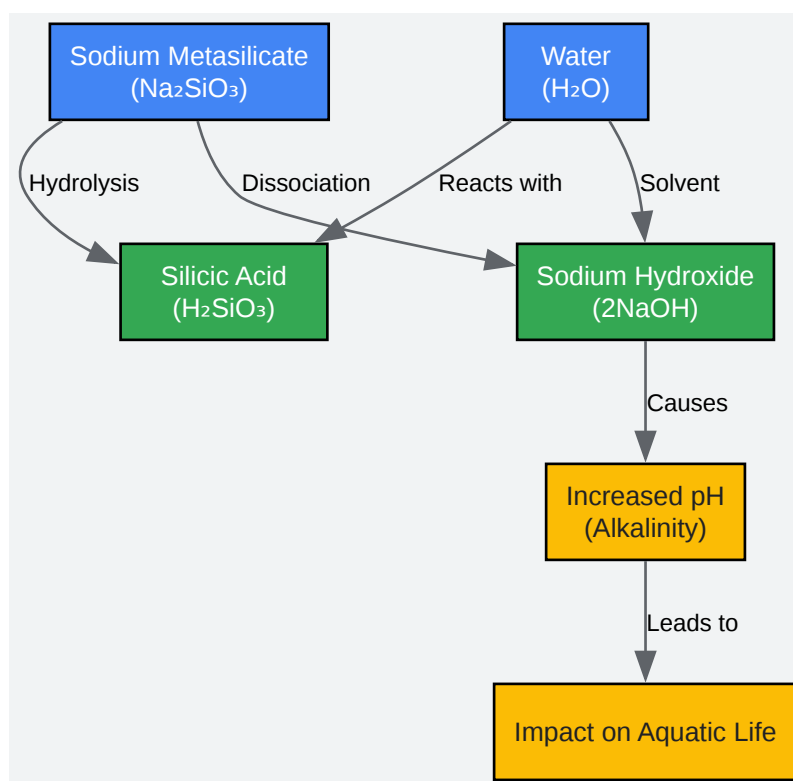 Sodium Metasilicate
(Na₂SiO₃)
Water
(H₂O)
Hydrolysis
Dissociation
Reacts with
Solvent
Silicic Acid
(H₂SiO₃)
Sodium Hydroxide
(2NaOH)
Causes
Increased pH
(Alkalinity)
Leads to
Impact on Aquatic Life